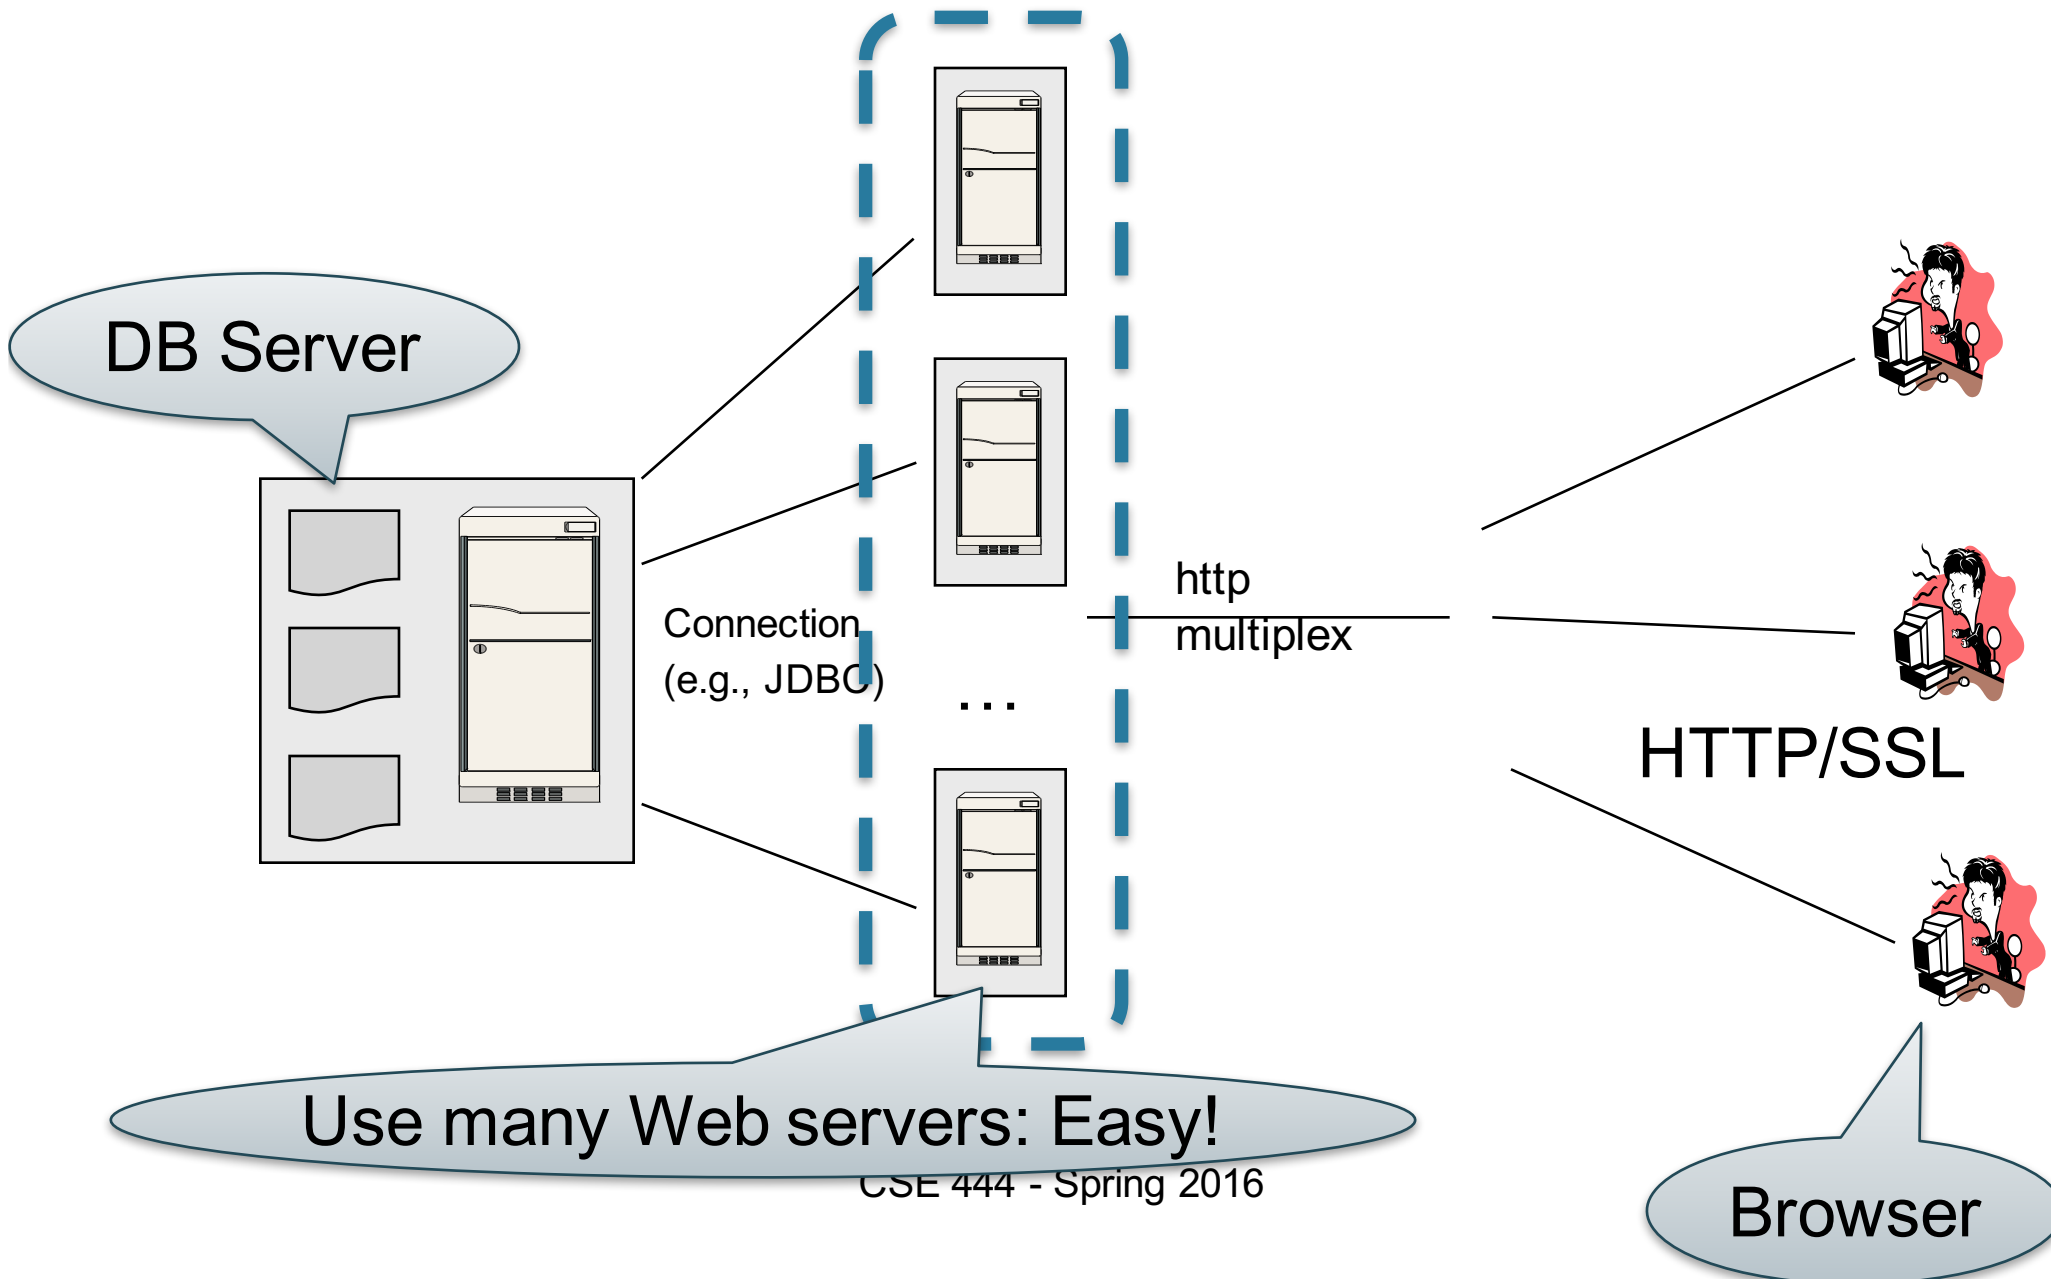 DB Server
Connection
(e.g., JDBC)
...
http
multiplex
HTTP/SSL
Use many Web servers: Easy!
CSE 444 - Spring 2016
Browser